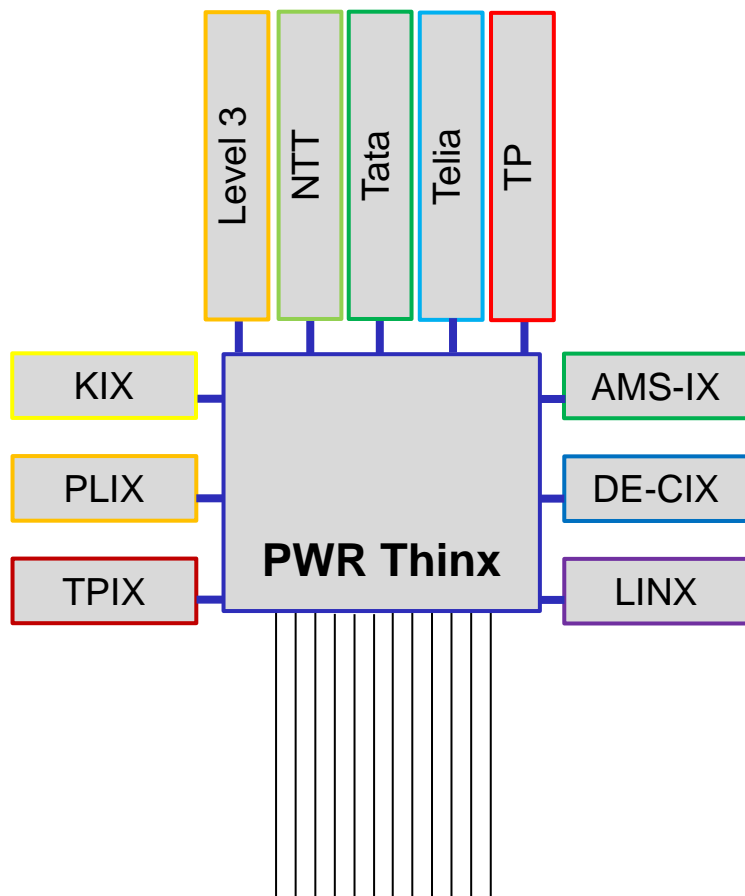 Level 3
NTT
Tata
Telia
TP
KIX
AMS-IX
PLIX
DE-CIX
PWR Thinx
TPIX
LINX